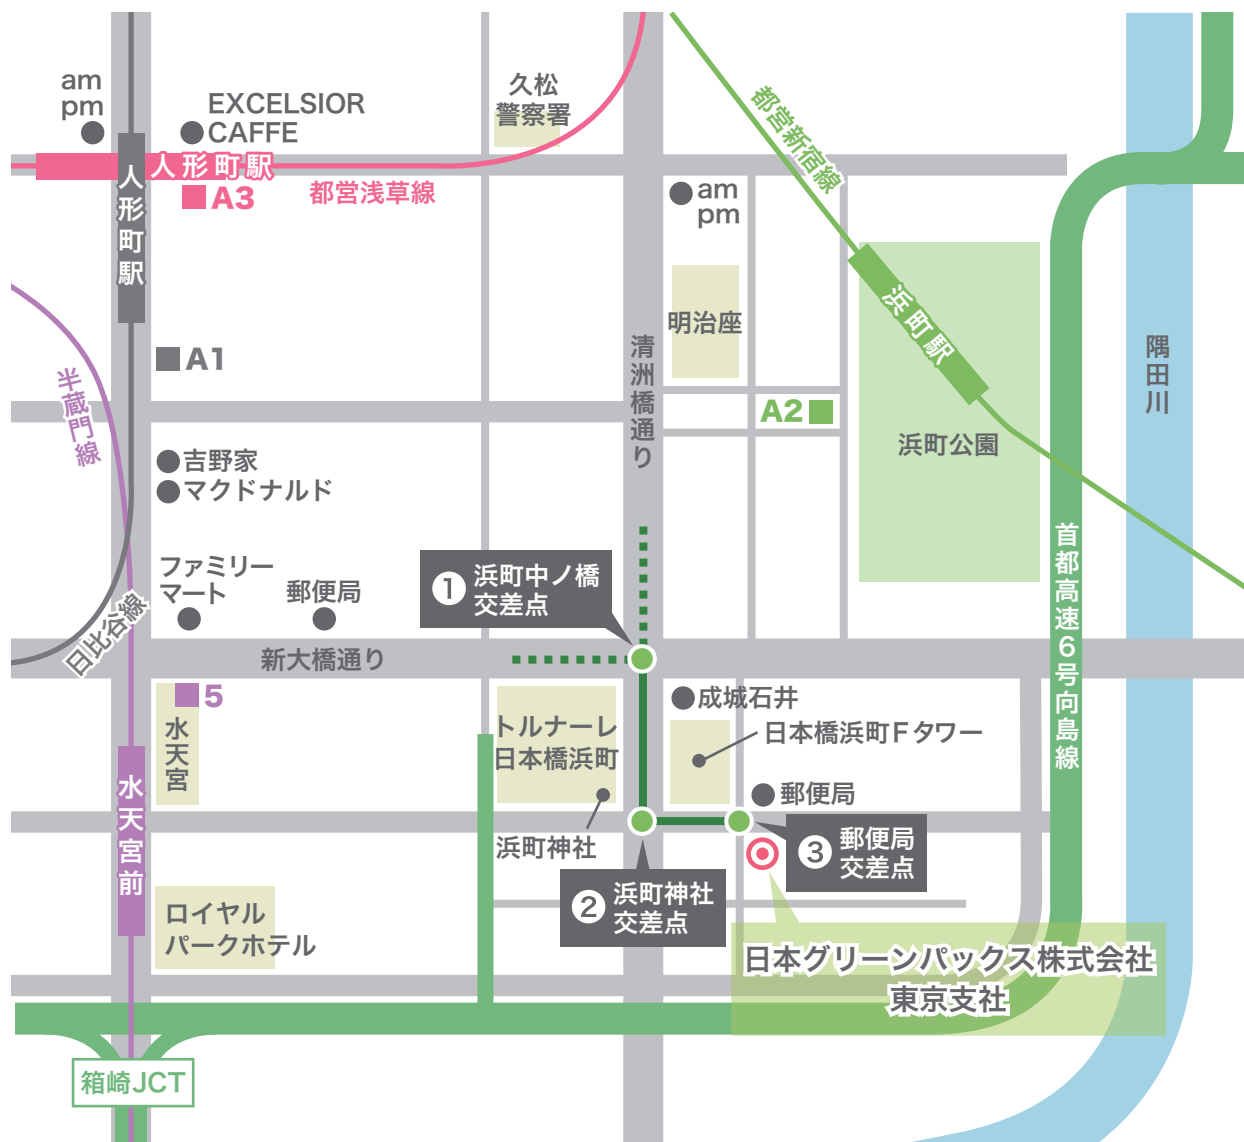 am
pm
EXCELSIOR
CAFFE
久松
警察署
都営新宿線
人形町駅
人形町駅
A3
都営浅草線
am
pm
明治座
浜町駅
清洲橋通り
隅田川
A1
半蔵門線
A2
浜町公園
吉野家
マクドナルド
ファミリー
マート
郵便局
1 浜町中ノ橋
交差点
首都高速6号向島線
日比谷線
新大橋通り
5
水天宮
トルナーレ
日本橋浜町
成城石井
日本橋浜町Fタワー
水天宮前
郵便局
浜町神社
3 郵便局
交差点
2 浜町神社
交差点
ロイヤル
パークホテル
日本グリーンパックス株式会社
東京支社
箱崎JCT